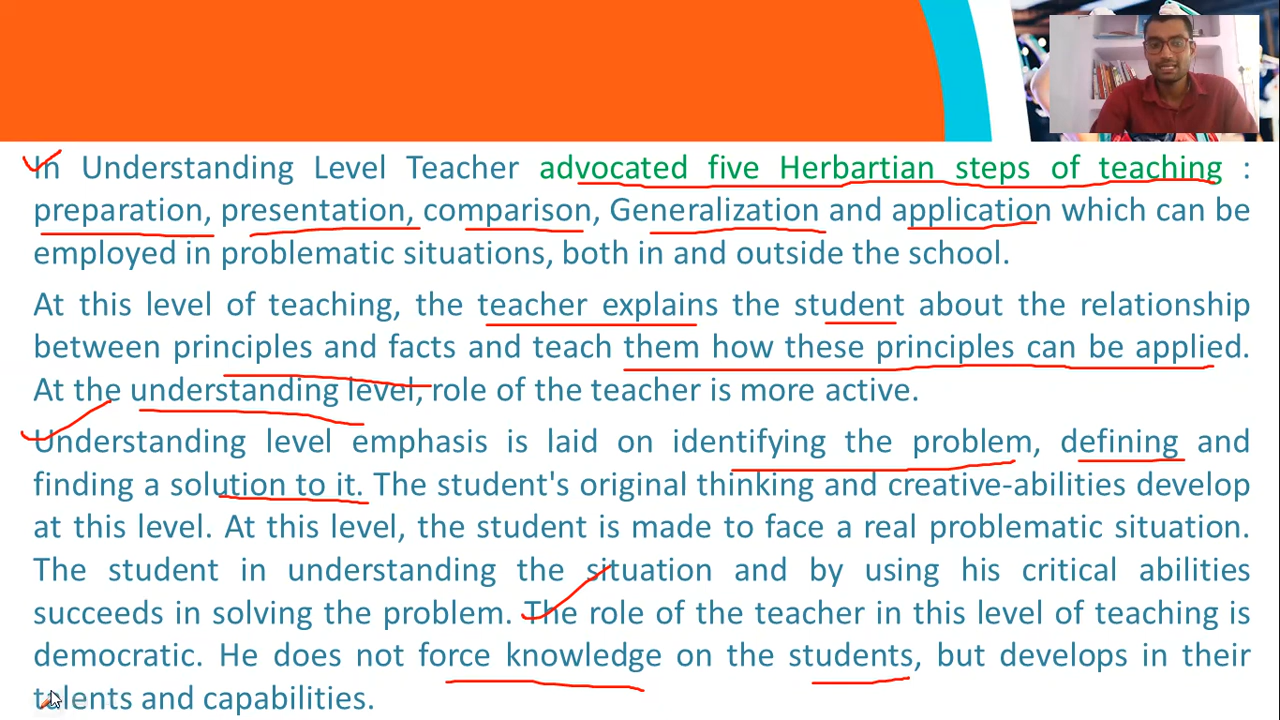 In Understanding Level Teacher advocated five Herbartian steps of teaching :
preparation, presentation, comparison, Generalization and application which can be
employed in problematic situations, both in and outside the school.
At this level of teaching, the teacher explains the student about the relationship
between principles and facts and teach them how these principles can be applied.
At the understanding level, role of the teacher is more active.
Understanding level emphasis is laid on identifying the problem, defining and
finding a solution to it. The student's original thinking and creative-abilities develop
at this level. At this level, the student is made to face a real problematic situation.
The student in understanding the situation and by using his critical abilities
succeeds in solving the problem. The role of the teacher in this level of teaching is
democratic. He does not force knowledge on the students, but develops in their
talents and capabilities.